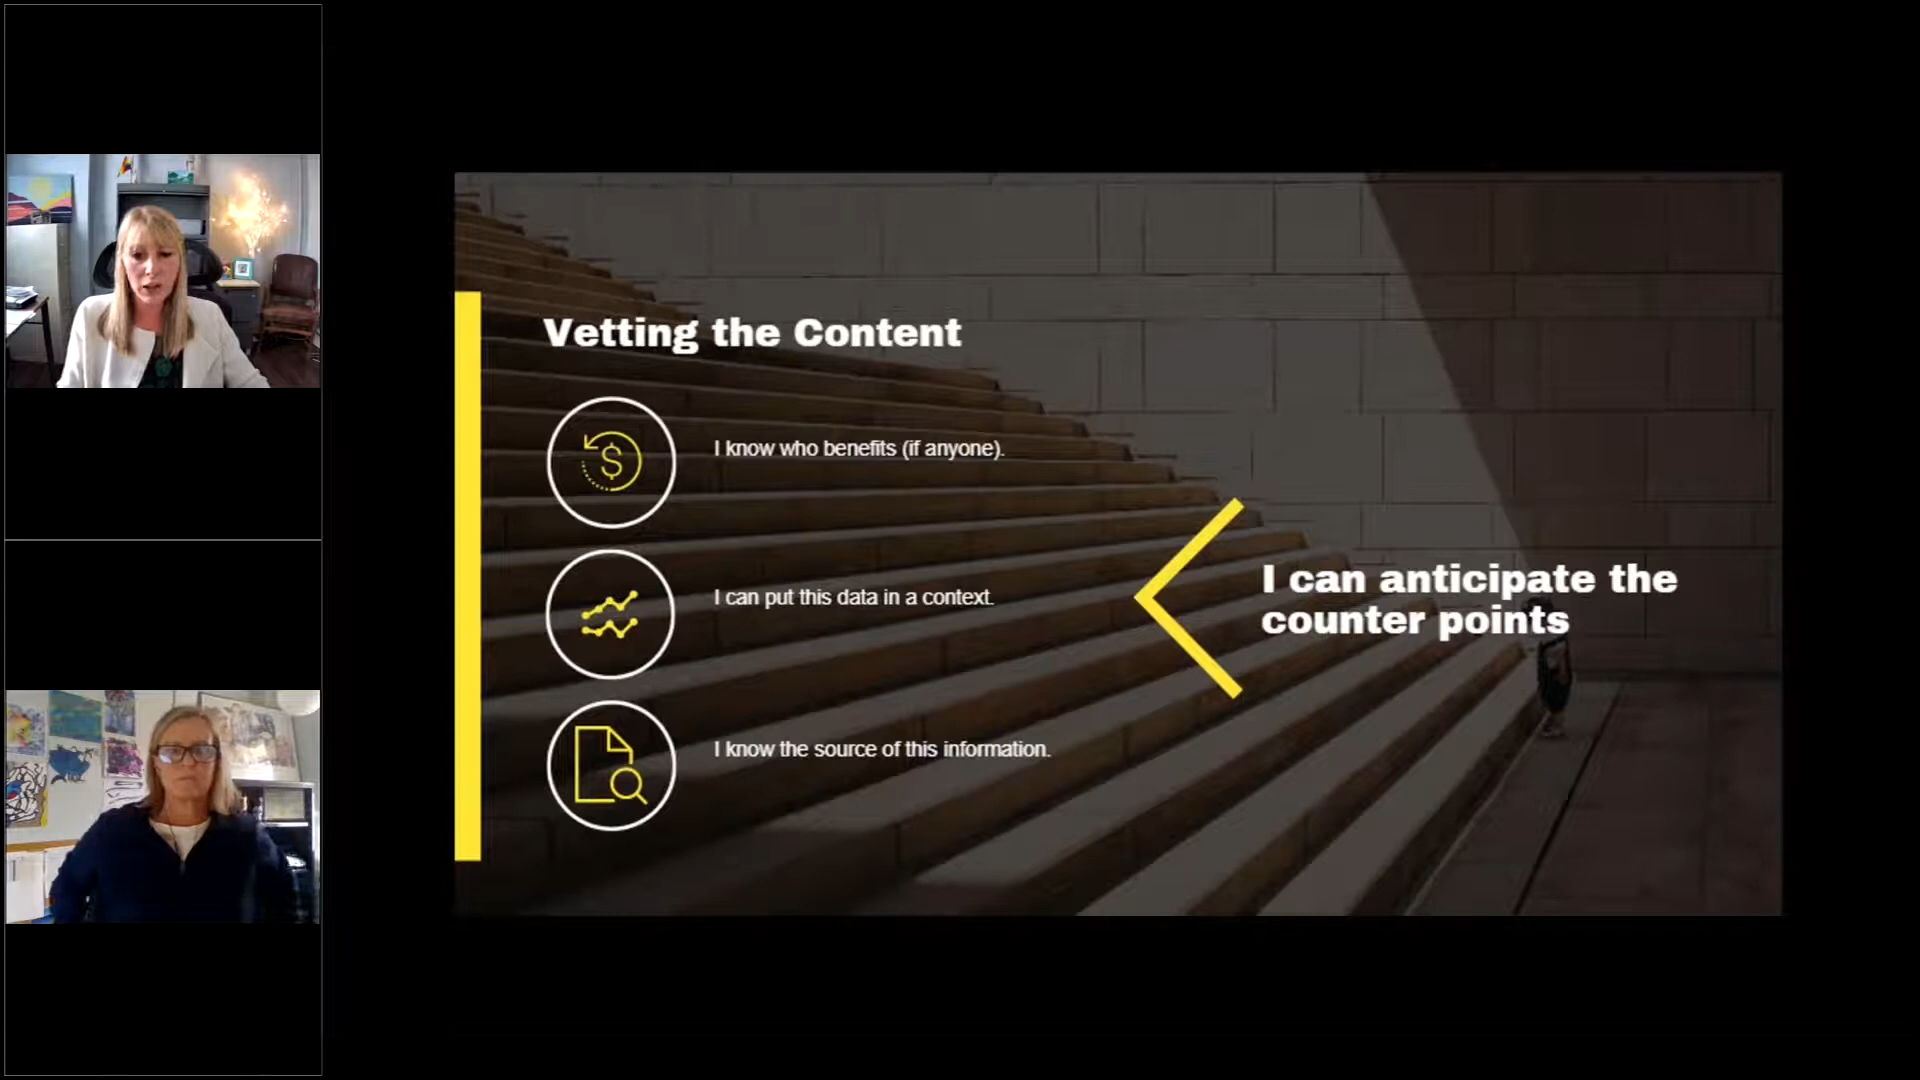 Vetting the Content
I know who benefits (if anyone).
I can put this data in a context.
I know the source of this information.
I can anticipate the
counter points